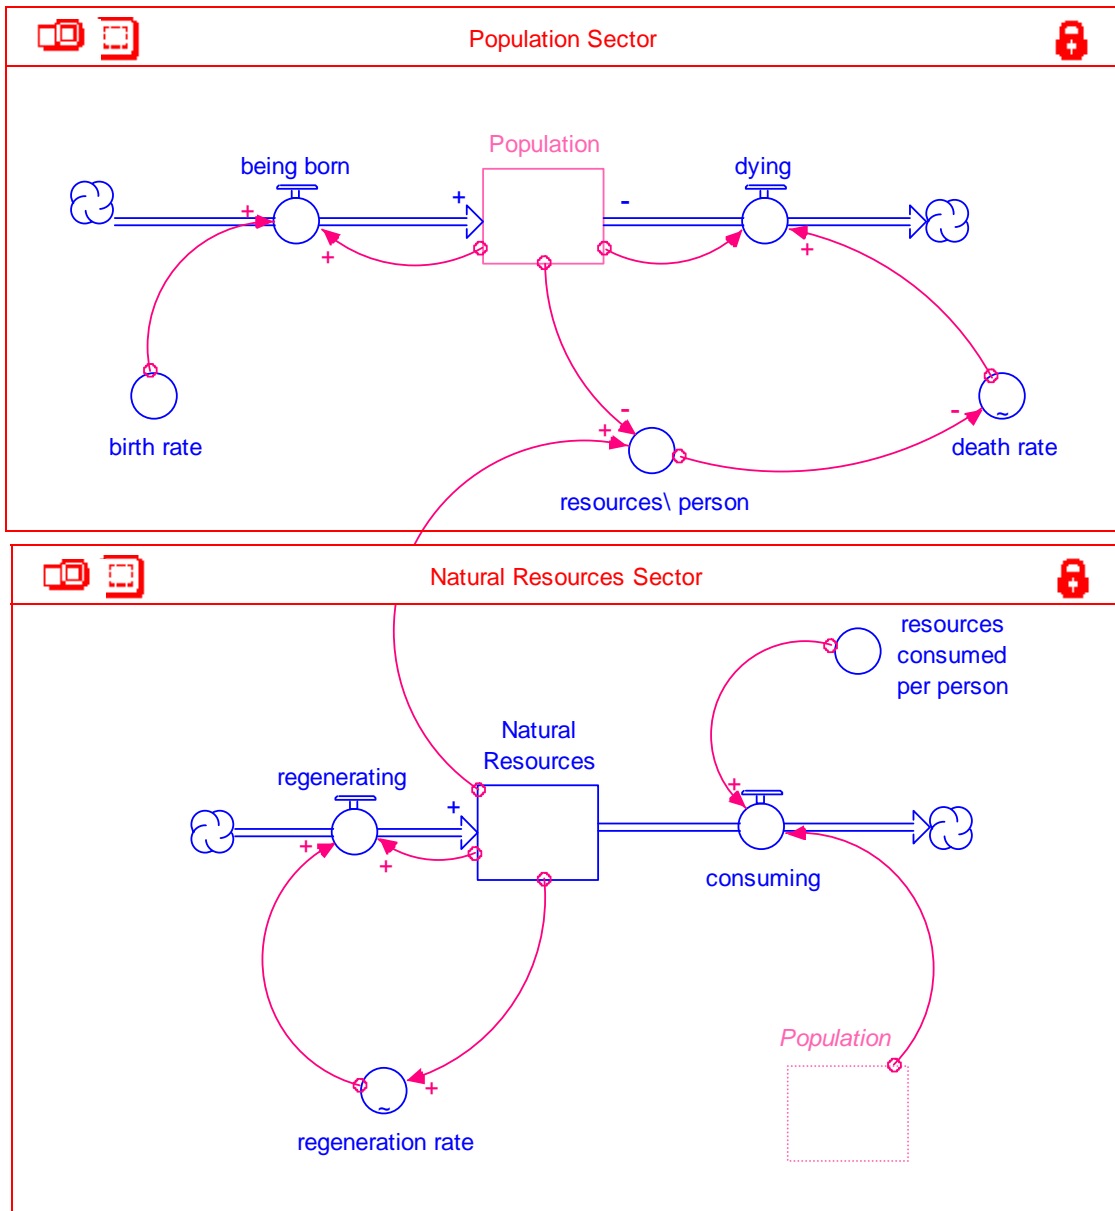 Population Sector
Population
being born
dying
+
-
+
+
+
birth rate
-
+
-
death rate
~
resources\ person
Natural Resources Sector
resources
consumed
per person
Natural
Resources
regenerating
+
+
+
+
consuming
Population
+
~
regeneration rate